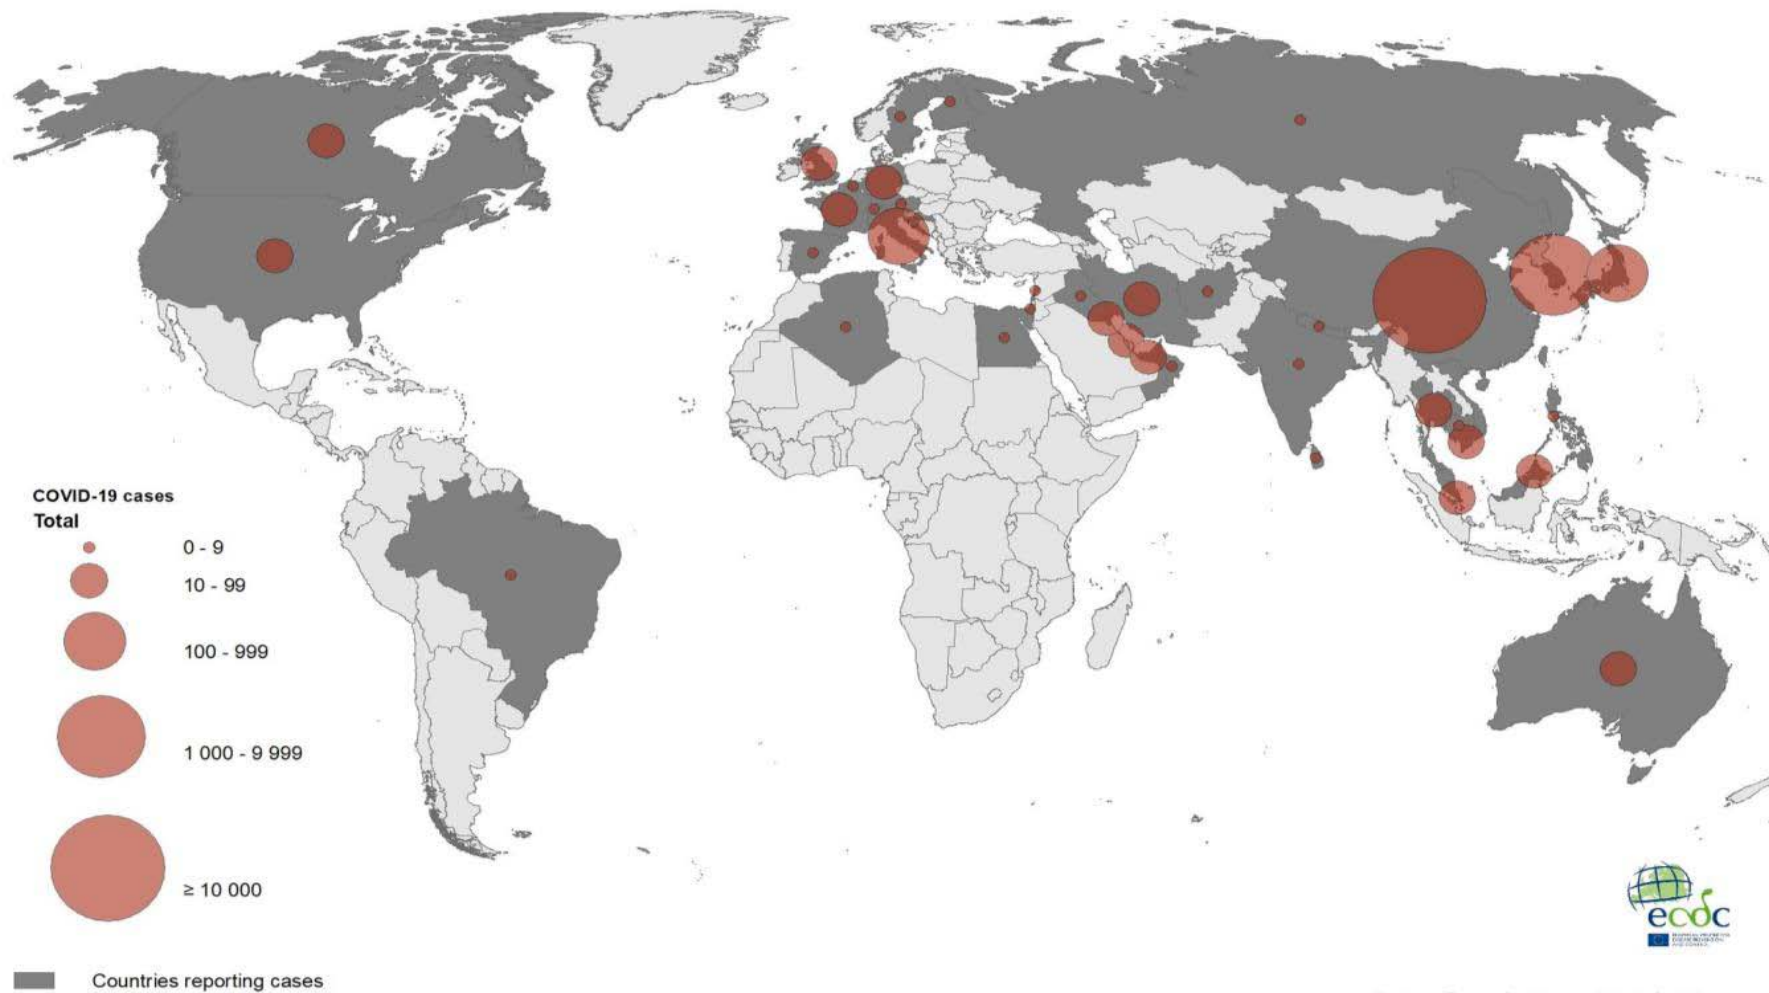 COVID-19 cases
Total
0 - 9
10 - 99
100 - 999
1 000 - 9 999
≥ 10 000
Countries reporting cases
ecdc